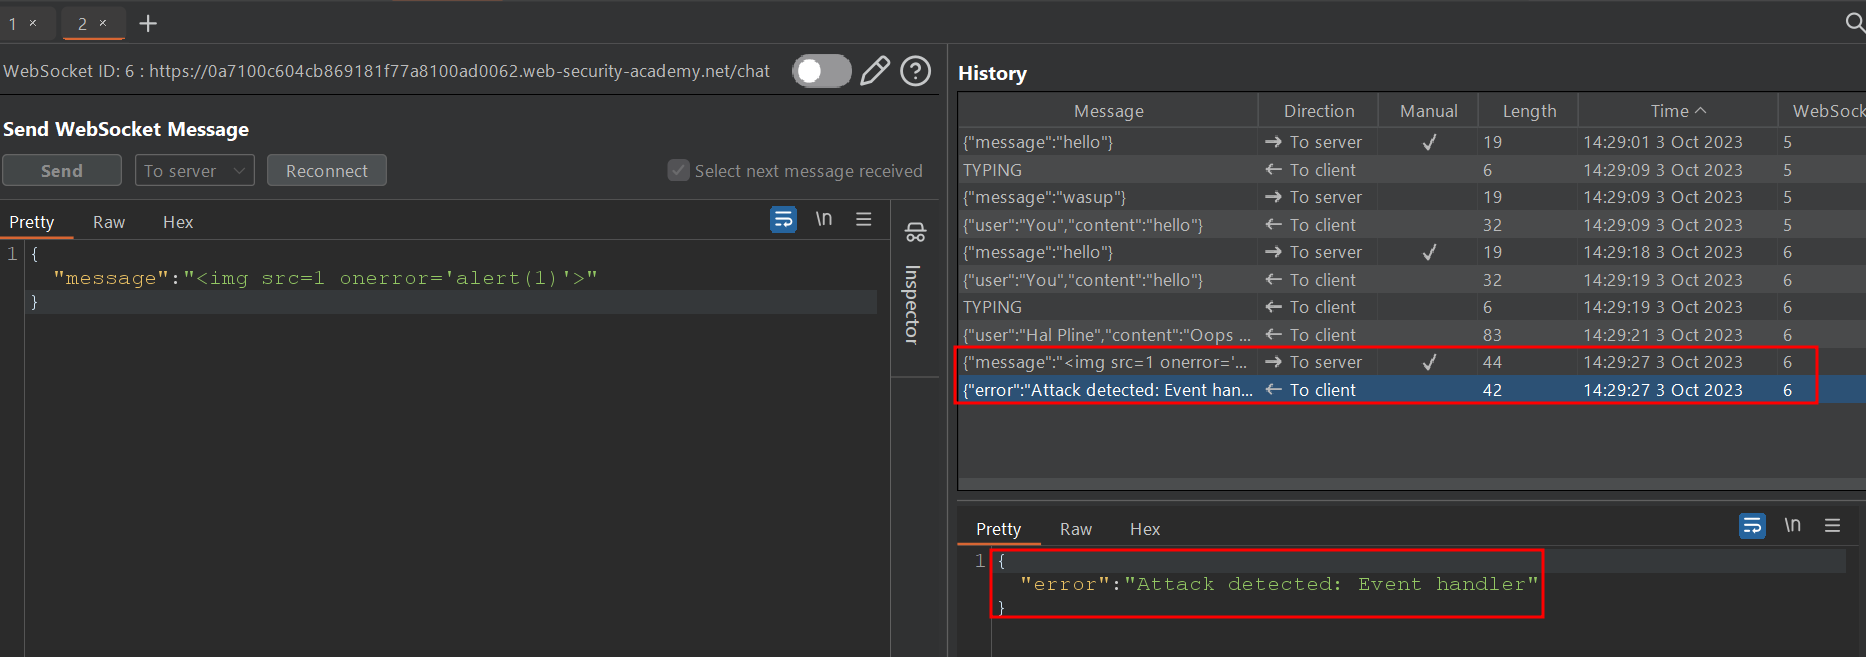 1 × 2 × +
WebSocket ID: 6 : https://0a7100c604cb869181f77a8100ad0062.web-security-academy.net/chat
Send WebSocket Message
Send To server Reconnect Select next message received
Pretty Raw Hex \n
1 {
"message":"<img src=1 onerror='alert(1)'>"
}
Inspector
History
Message Direction Manual Length Time WebSock
{"message":"hello"} → To server ✓ 19 14:29:01 3 Oct 2023 5
TYPING ← To client 6 14:29:09 3 Oct 2023 5
{"message":"wasup"} → To server 19 14:29:09 3 Oct 2023 5
{"user":"You","content":"hello"} ← To client 32 14:29:09 3 Oct 2023 5
{"message":"hello"} → To server ✓ 19 14:29:18 3 Oct 2023 6
{"user":"You","content":"hello"} ← To client 32 14:29:19 3 Oct 2023 6
TYPING ← To client 6 14:29:19 3 Oct 2023 6
{"user":"Hal Pline","content":"Oops ... ← To client 83 14:29:21 3 Oct 2023 6
{"message":"<img src=1 onerror='... → To server ✓ 44 14:29:27 3 Oct 2023 6
{"error":"Attack detected: Event han... ← To client 42 14:29:27 3 Oct 2023 6
Pretty Raw Hex \n
1 {
"error":"Attack detected: Event handler"
}